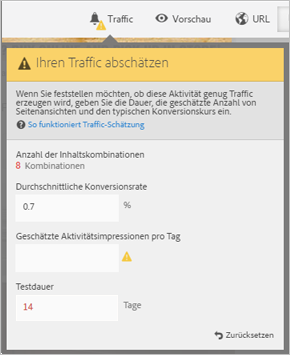 Traffic
Vorschau
URL
Ihren Traffic abschätzen
Wenn Sie feststellen möchten, ob diese Aktivität genug Traffic
erzeugen wird, geben Sie die Dauer, die geschätzte Anzahl von
Seitenansichten und den typischen Konversionskurs ein.
So funktioniert Traffic-Schätzung
Anzahl der Inhaltskombinationen
8 Kombinationen
Durchschnittliche Konversionsrate
0.7 %
Geschätzte Aktivitätsimpressionen pro Tag
Testdauer
14 Tage
Zurücksetzen